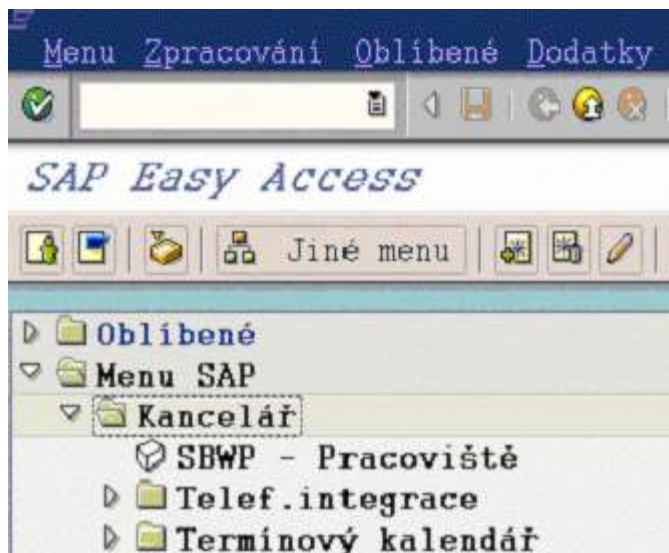 Menu Zpracování Oblíbené Dodatky
SAP Easy Access
Jiné menu
Oblíbené
Menu SAP
Kancelář
SBWP - Pracoviště
Telef.integrace
Termínový kalendář